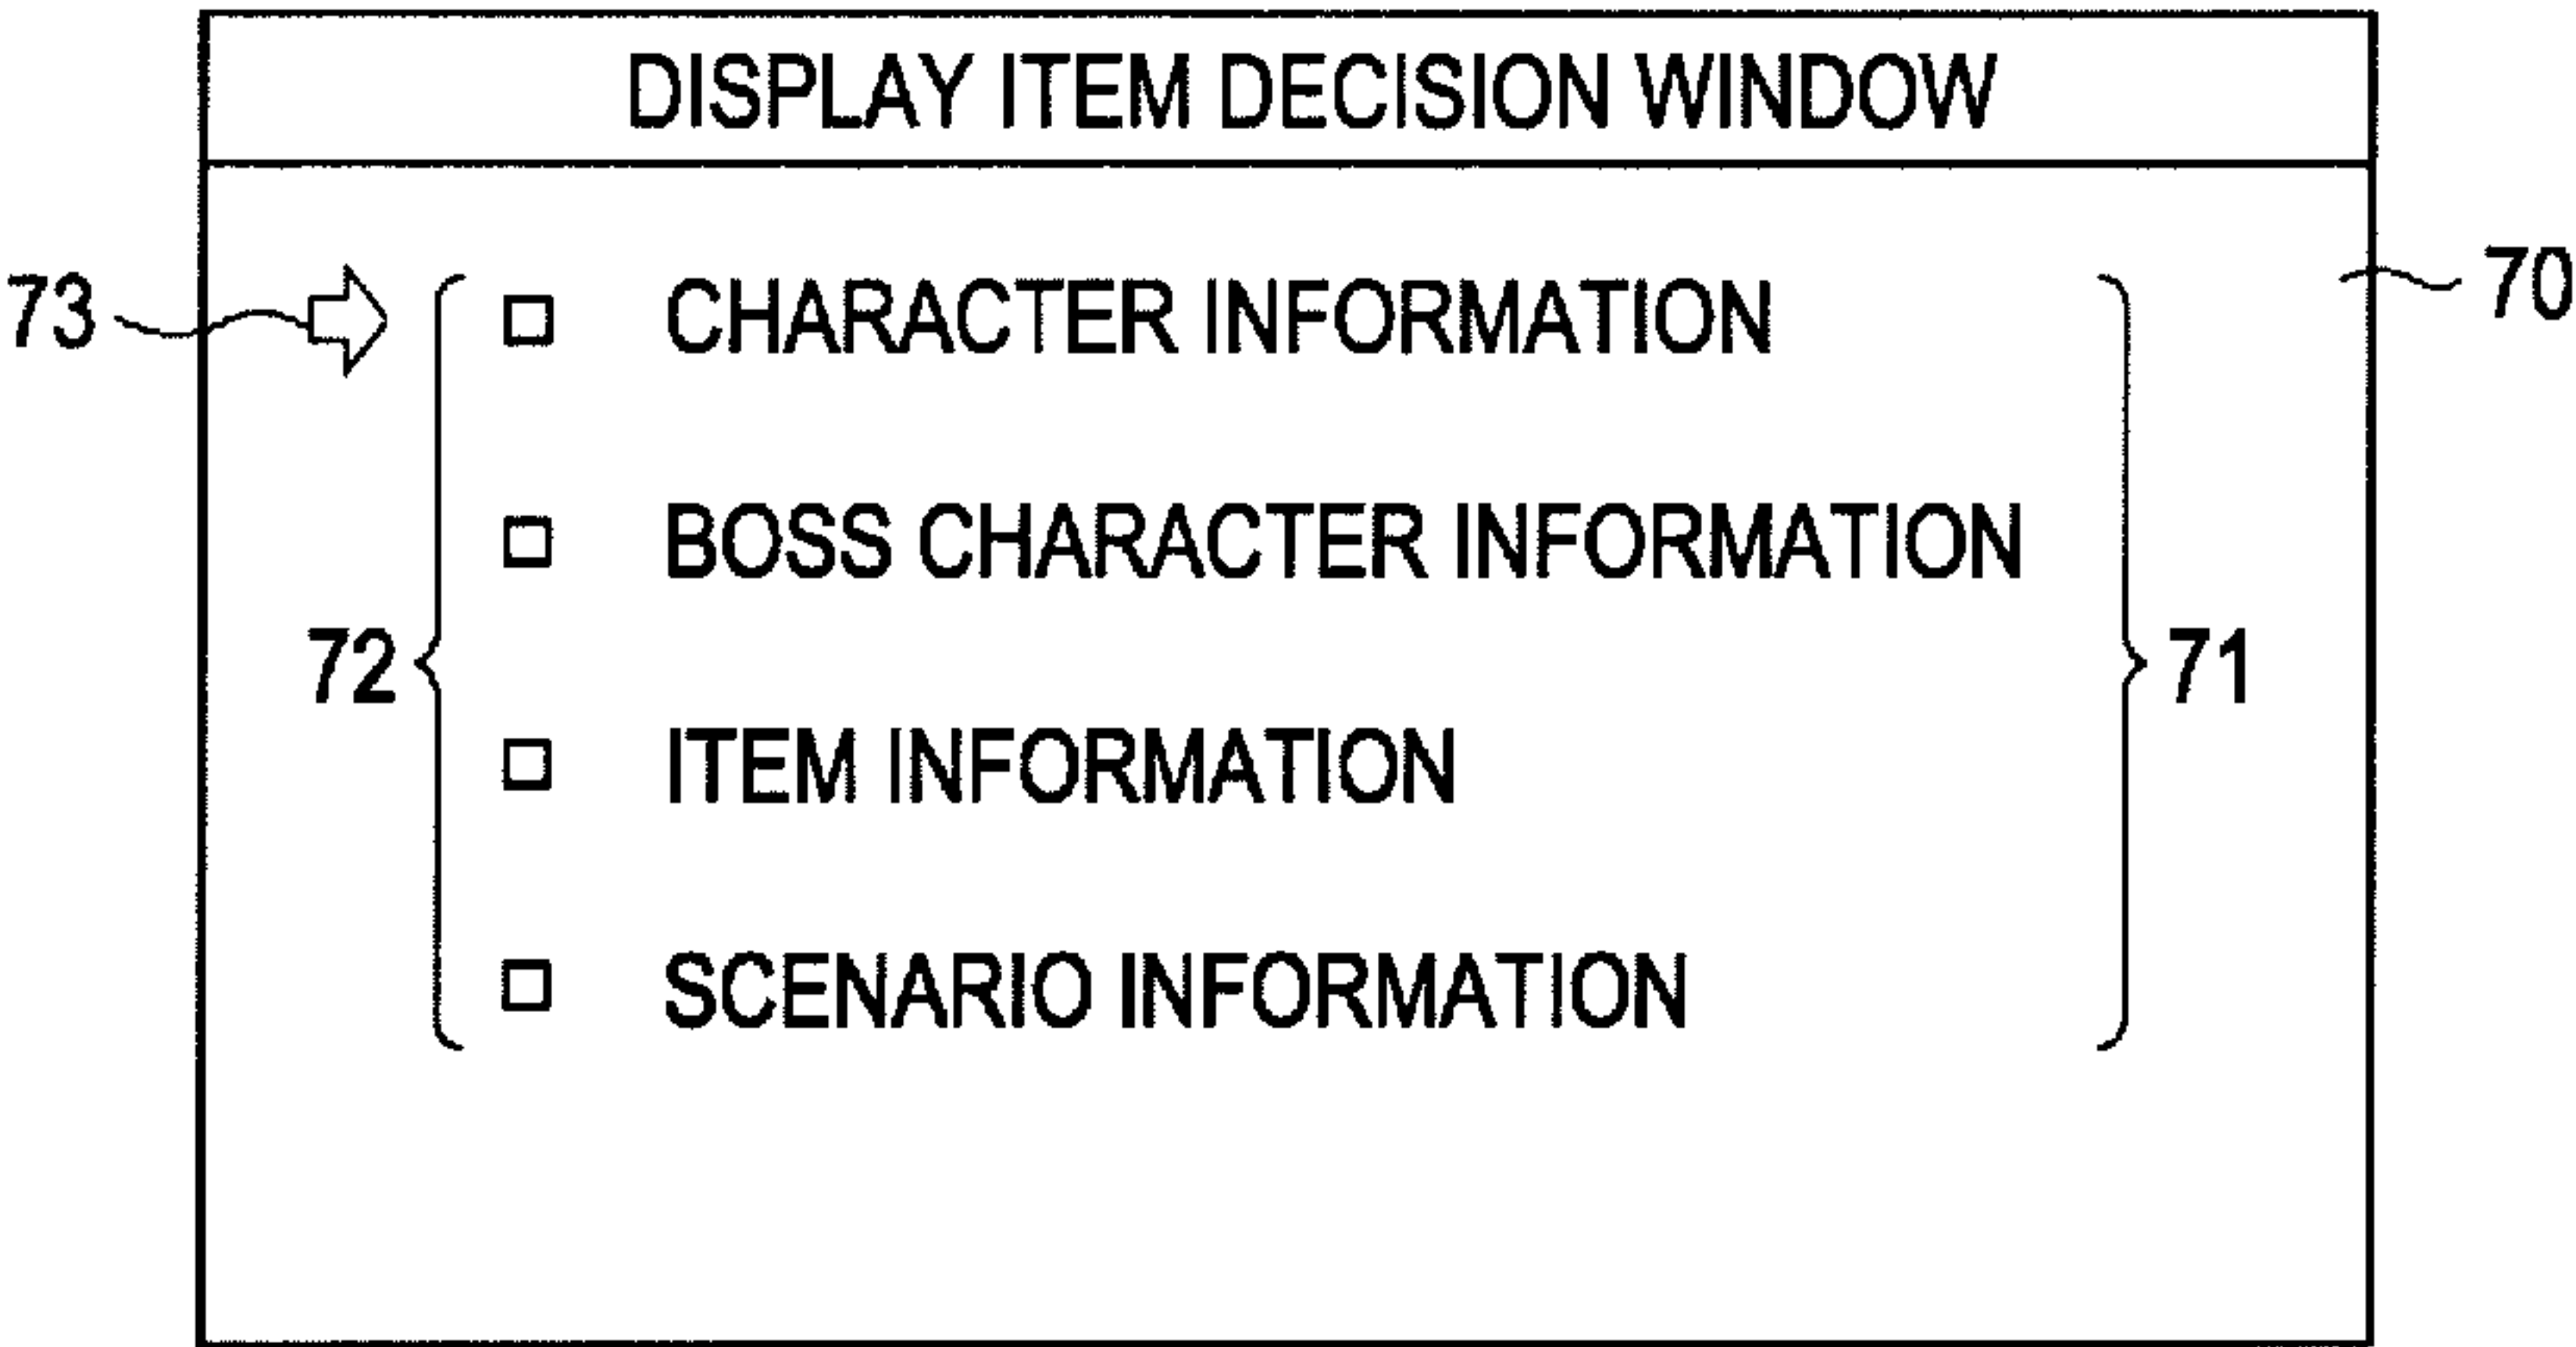 DISPLAY ITEM DECISION WINDOW
73 □ CHARACTER INFORMATION 70
□ BOSS CHARACTER INFORMATION
72 71
□ ITEM INFORMATION
□ SCENARIO INFORMATION